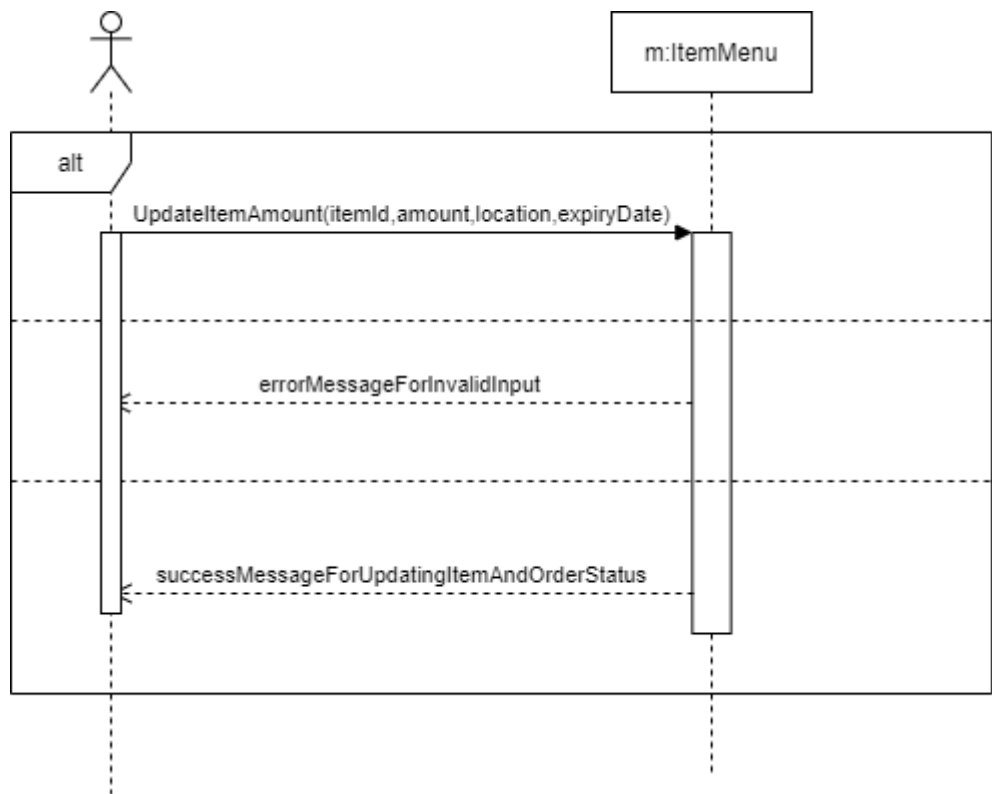 m:ItemMenu
alt
UpdateItemAmount(itemId,amount,location,expiryDate)
errorMessageForInvalidInput
successMessageForUpdatingItemAndOrderStatus